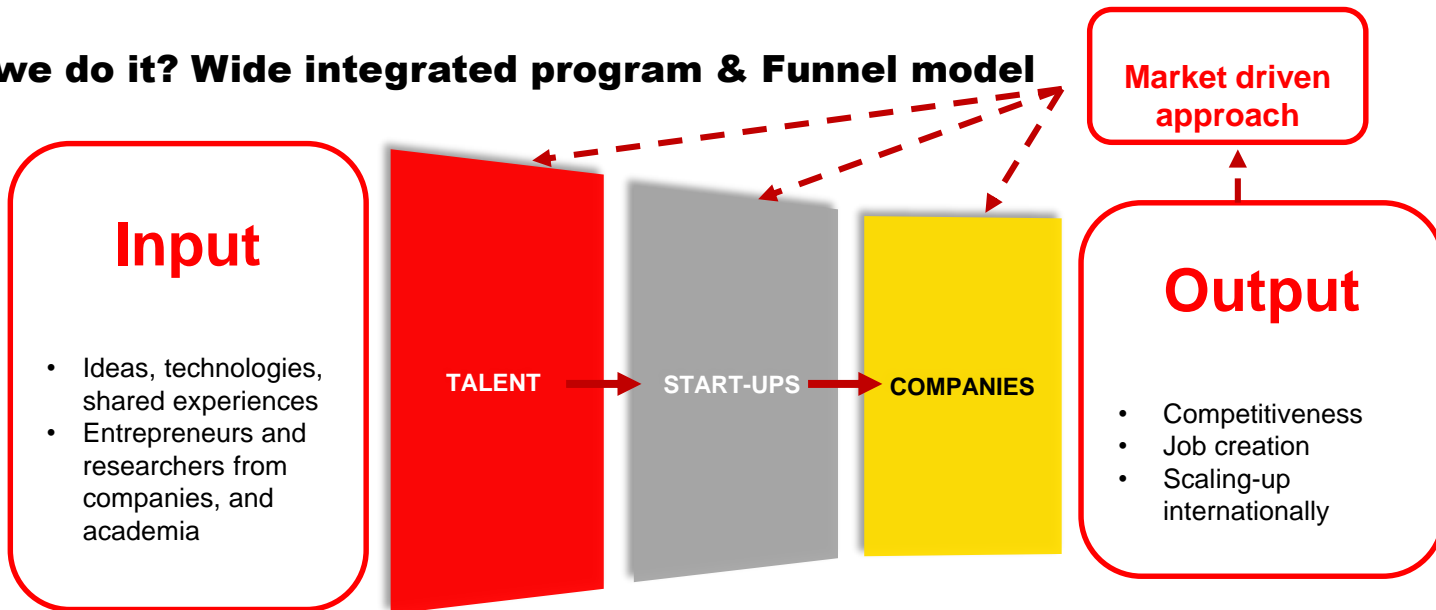 we do it? Wide integrated program & Funnel model
Market driven
approach
Input
• Ideas, technologies,
shared experiences
• Entrepreneurs and
researchers from
companies, and
academia
TALENT
START-UPS
COMPANIES
Output
• Competitiveness
• Job creation
• Scaling-up
internationally